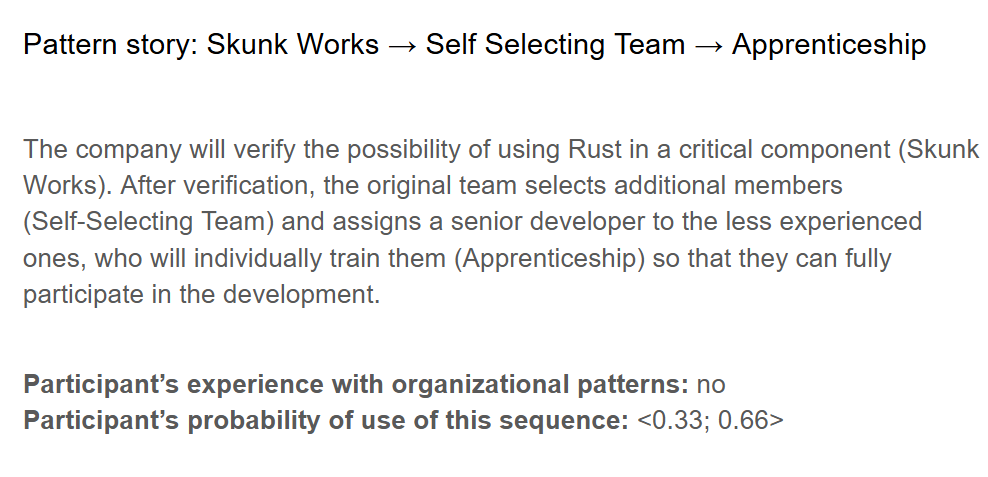 Pattern story: Skunk Works → Self Selecting Team → Apprenticeship
The company will verify the possibility of using Rust in a critical component (Skunk
Works). After verification, the original team selects additional members
(Self-Selecting Team) and assigns a senior developer to the less experienced
ones, who will individually train them (Apprenticeship) so that they can fully
participate in the development.
Participant’s experience with organizational patterns: no
Participant’s probability of use of this sequence: <0.33; 0.66>